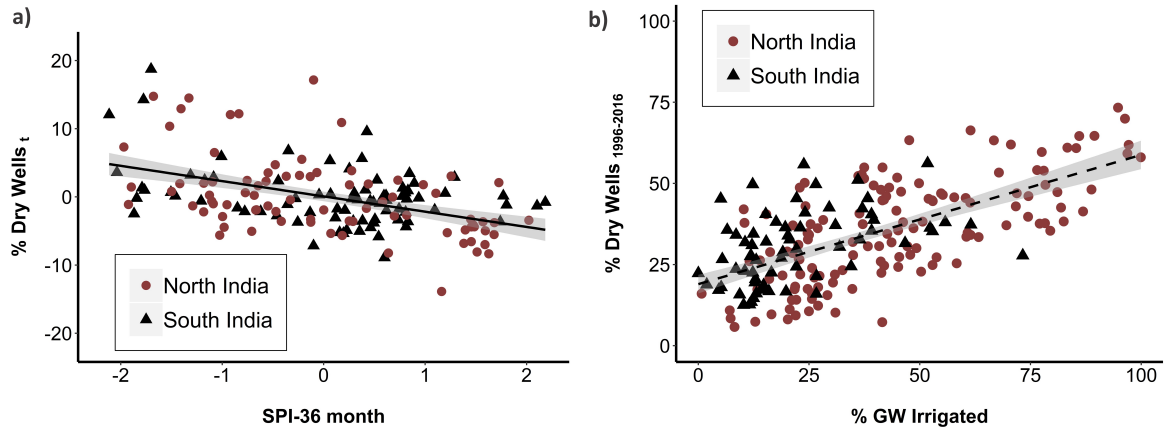 a)
% Dry Wells t
20
10
0
-10
-20
North India
South India
-2
-1
0
1
2
SPI-36 month
b)
% Dry Wells 1996-2016
100
75
50
25
0
North India
South India
0
25
50
75
100
% GW Irrigated